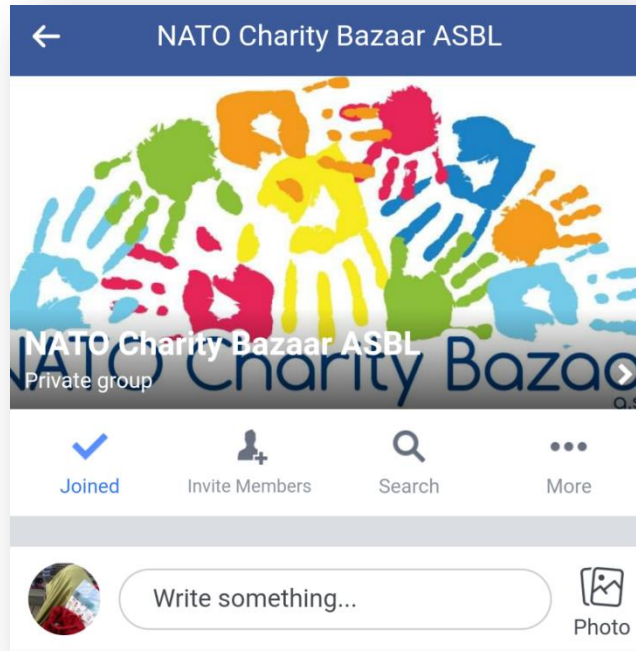 NATO Charity Bazaar ASBL
NATO Charity Bazaar ASBL
NATO Charity Bazaa
Private group
Joined
Invite Members
Search
More
Write something...
Photo